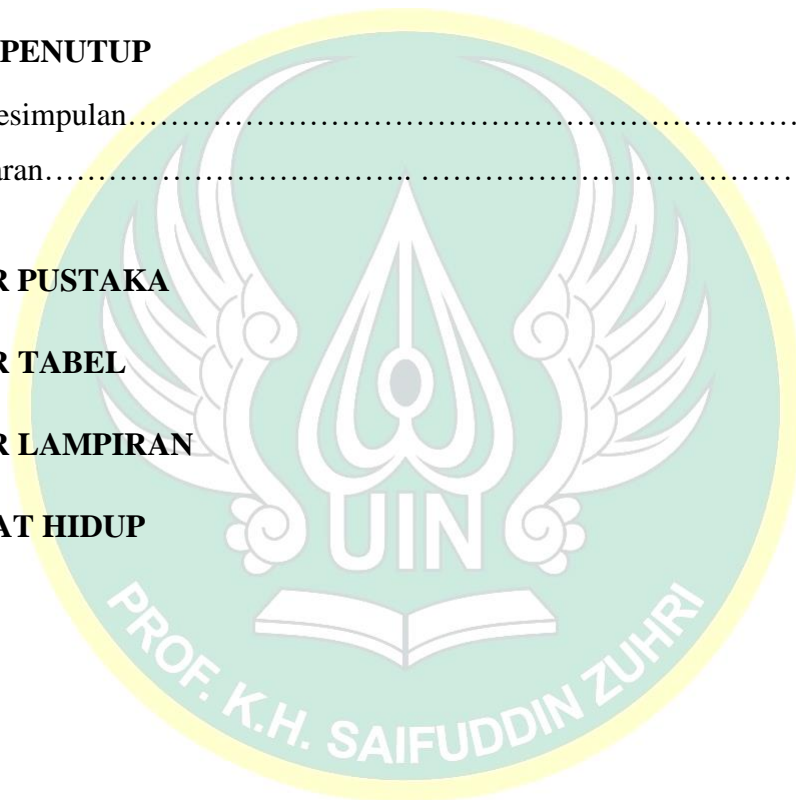 PENUTUP
esimpulan……………………………………………………………
aran…………………………….. ………………………………
R PUSTAKA
R TABEL
R LAMPIRAN
AT HIDUP
UIN
PROF. K.H. SAIFUDDIN ZUHRI